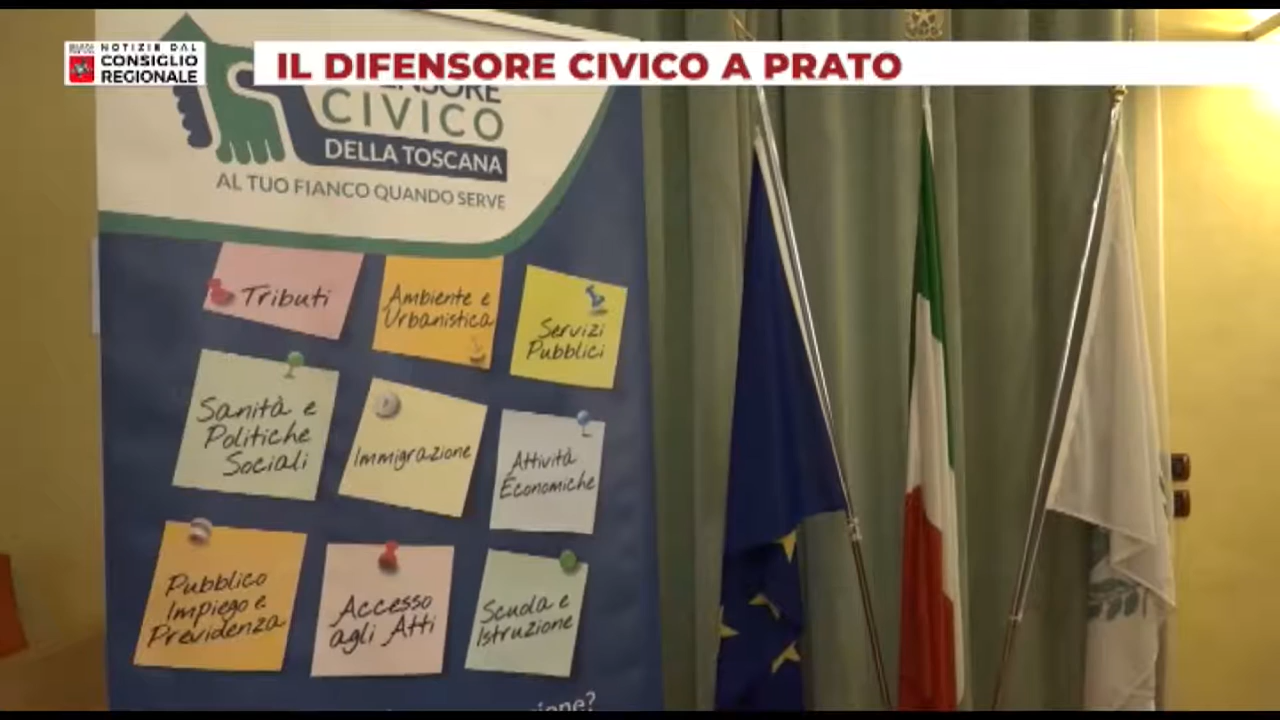 NOTIZIE DAL
CONSIGLIO
REGIONALE
IL DIFENSORE CIVICO A PRATO
CIVICO
DELLA TOSCANA
AL TUO FIANCO QUANDO SERVE
Tributi
Ambiente e
Urbanistica
Servizi
Pubblici
Sanità e
Politiche
Sociali
Immigrazione
Attività
Economiche
Pubblico
Impiego e
Previdenza
Accesso
agli Atti
Scuola e
Istruzione